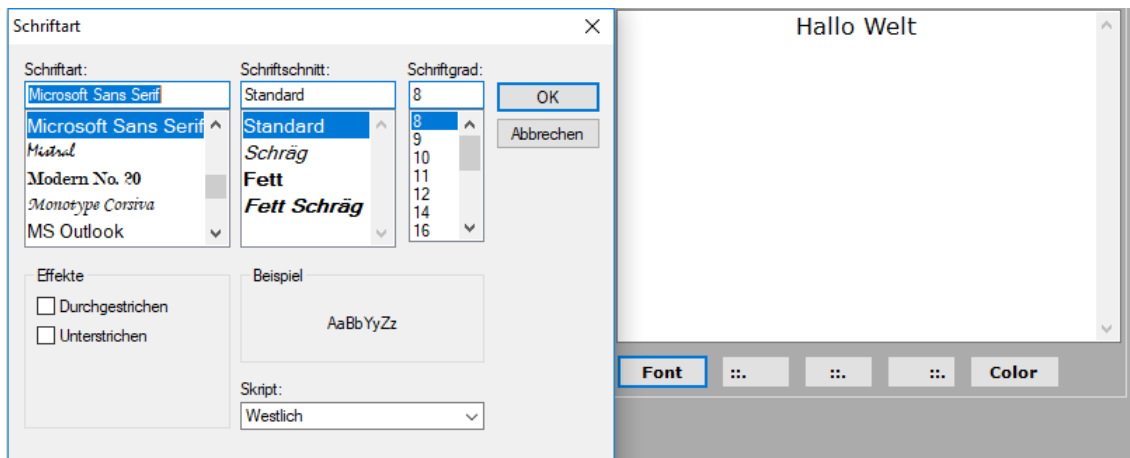 Schriftart
Schriftart:
Schriftschnitt:
Schriftgrad:
Microsoft Sans Serif
Standard
8
OK
Abbrechen
Microsoft Sans Serif
Mistral
Modern No. 20
Monotype Corsiva
MS Outlook
Standard
Schräg
Fett
Fett Schräg
8
9
10
11
12
14
16
Effekte
Durchgestrichen
Unterstrichen
Beispiel
AaBbYyZz
Skript:
Westlich
Hallo Welt
Font
::.
::.
::.
Color